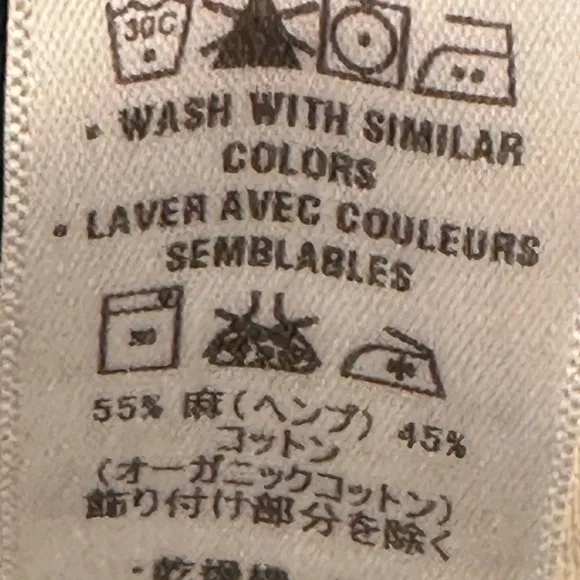 30C
• WASH WITH SIMILAR
COLORS
• LAVER AVEC COULEURS
SEMBLABLES
55% 麻(ヘンプ) 45%
コットン
(オーガニックコットン)
飾り付け部分を除く